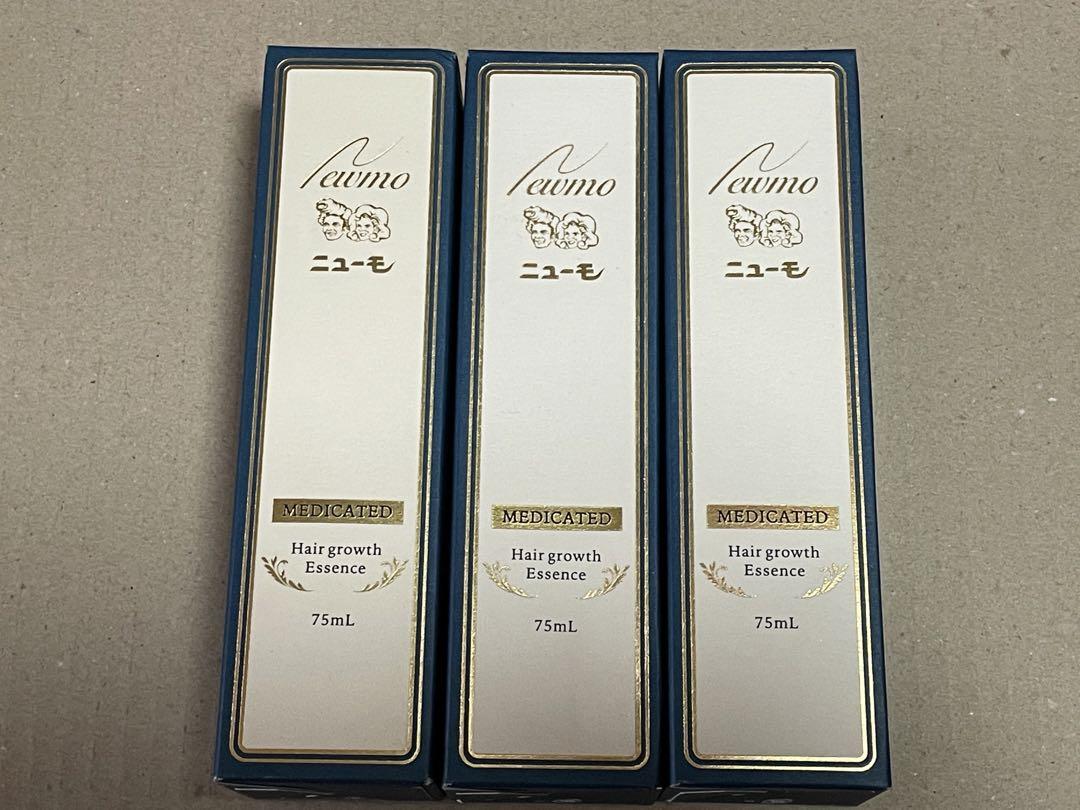 Newmo
ニューモ
MEDICATED
Hair growth
Essence
75mL
Newmo
ニューモ
MEDICATED
Hair growth
Essence
75mL
Newmo
ニューモ
MEDICATED
Hair growth
Essence
75mL